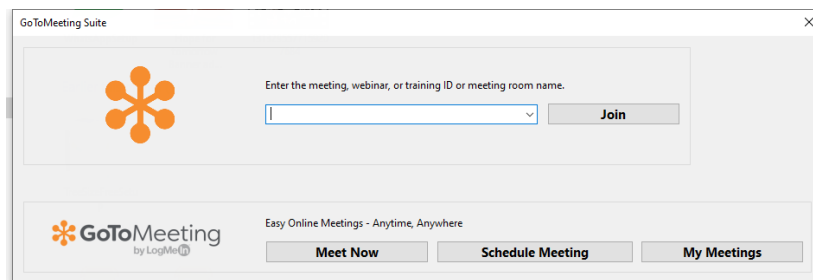 GoToMeeting Suite
Enter the meeting, webinar, or training ID or meeting room name.
Join
GoToMeeting
by LogMeIn
Easy Online Meetings - Anytime, Anywhere
Meet Now
Schedule Meeting
My Meetings